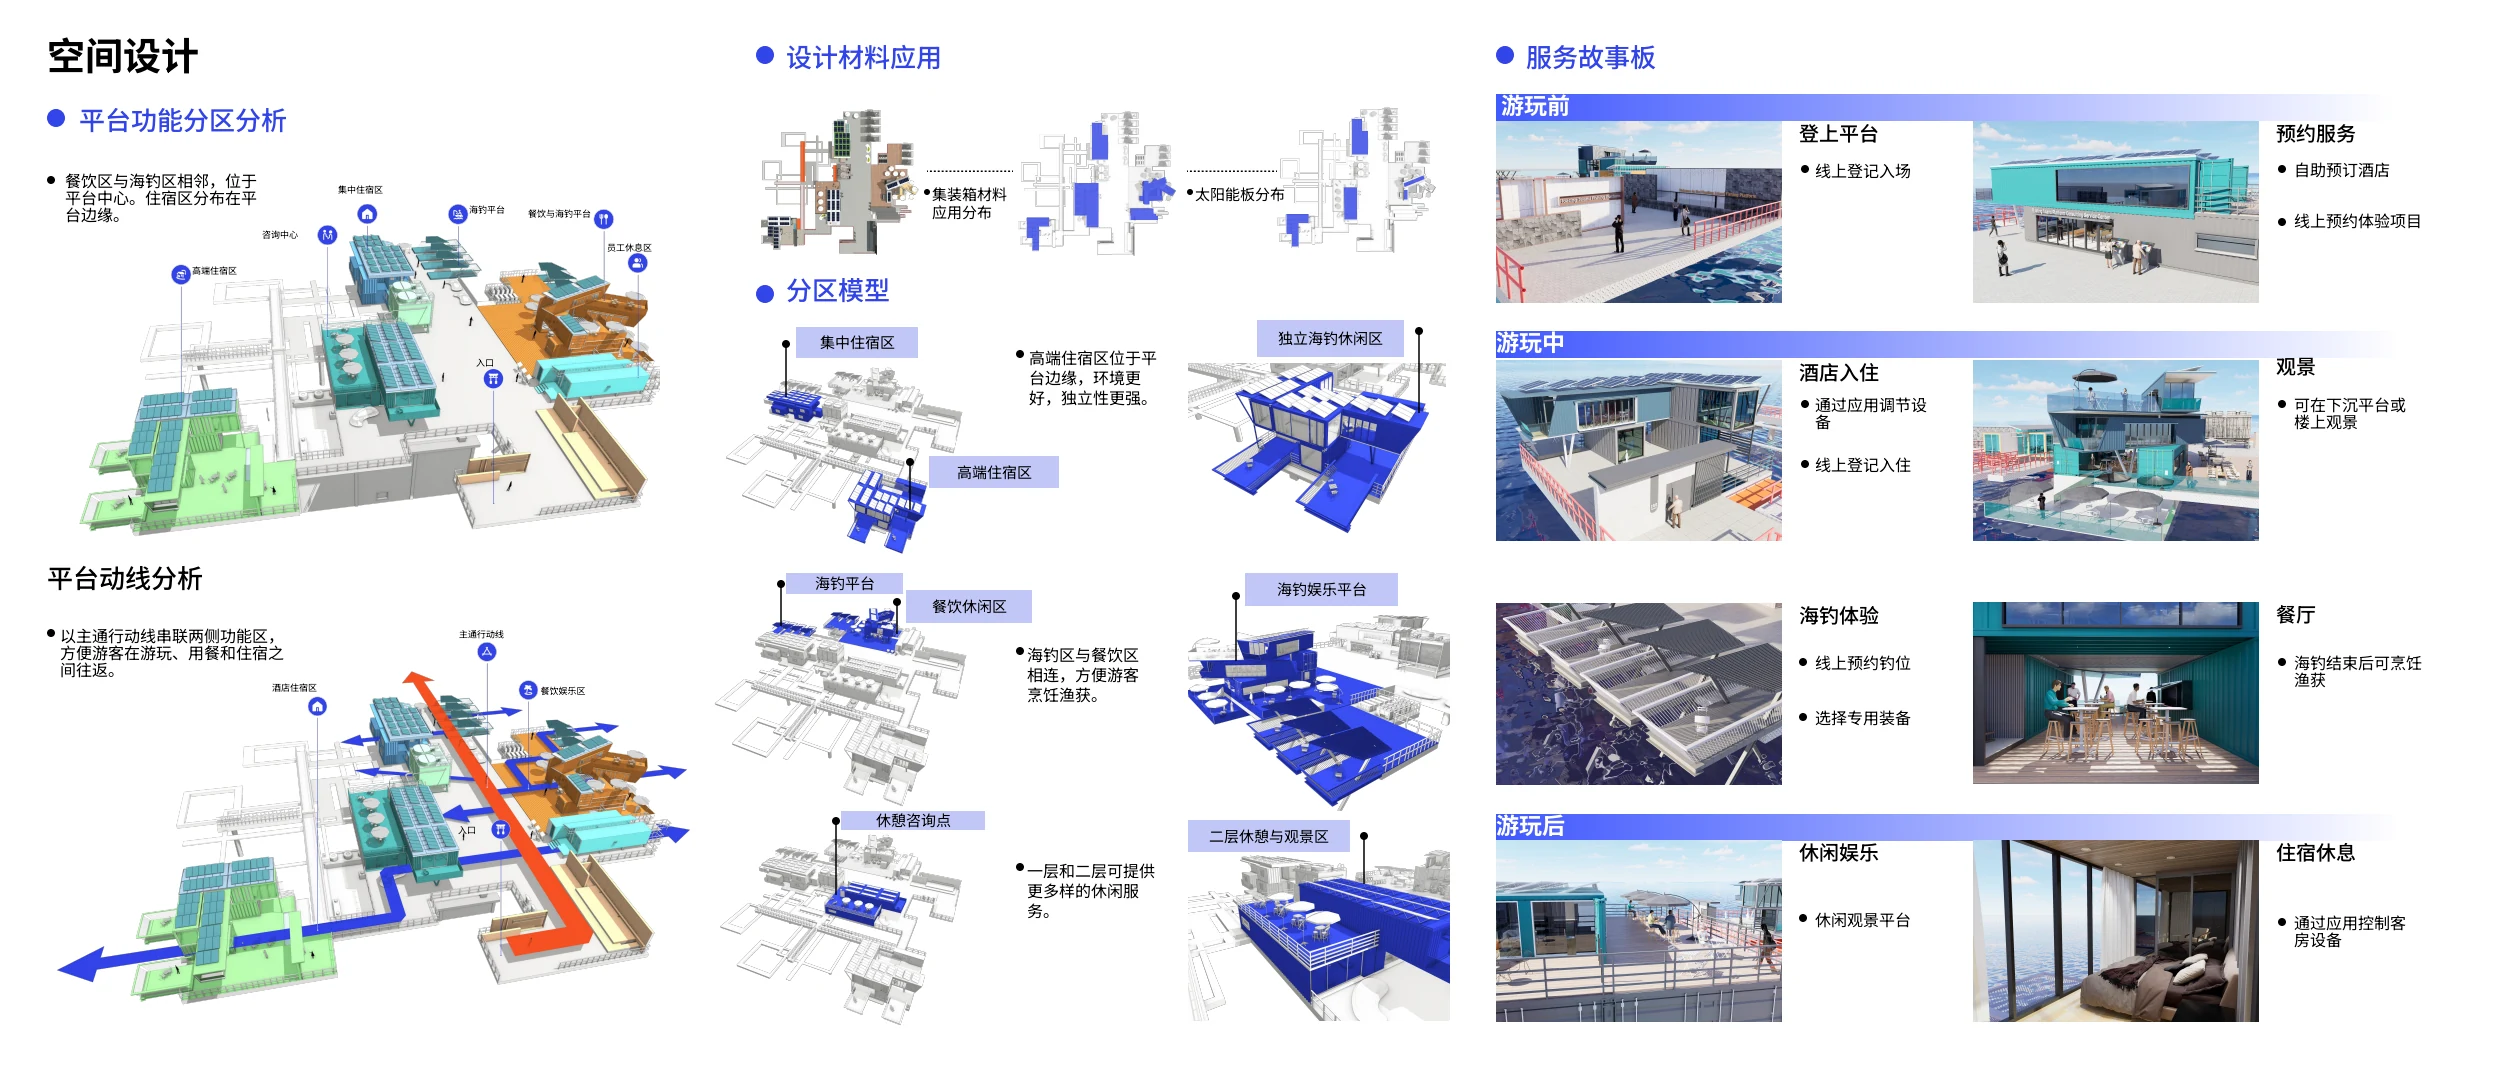 空间设计
平台功能分区分析
餐饮区与海钓区相邻，位于
平台中心。住宿区分布在平
台边缘。
集中住宿区
海钓平台
餐饮与海钓平台
咨询中心
员工休息区
高端住宿区
入口
平台动线分析
以主通行动线串联两侧功能区，
方便游客在游玩、用餐和住宿之
间往返。
主通行动线
酒店住宿区
餐饮娱乐区
入口
设计材料应用
集装箱材料
应用分布
太阳能板分布
分区模型
集中住宿区
高端住宿区位于平
台边缘，环境更
好，独立性更强。
独立海钓休闲区
高端住宿区
海钓平台
餐饮休闲区
海钓区与餐饮区
相连，方便游客
烹饪渔获。
海钓娱乐平台
休憩咨询点
一层和二层可提供
更多样的休闲服
务。
二层休憩与观景区
服务故事板
游玩前
登上平台
线上登记入场
预约服务
自助预订酒店
线上预约体验项目
游玩中
酒店入住
通过应用调节设
备
线上登记入住
观景
可在下沉平台或
楼上观景
海钓体验
线上预约钓位
选择专用装备
餐厅
海钓结束后可烹饪
渔获
游玩后
休闲娱乐
休闲观景平台
住宿休息
通过应用控制客
房设备